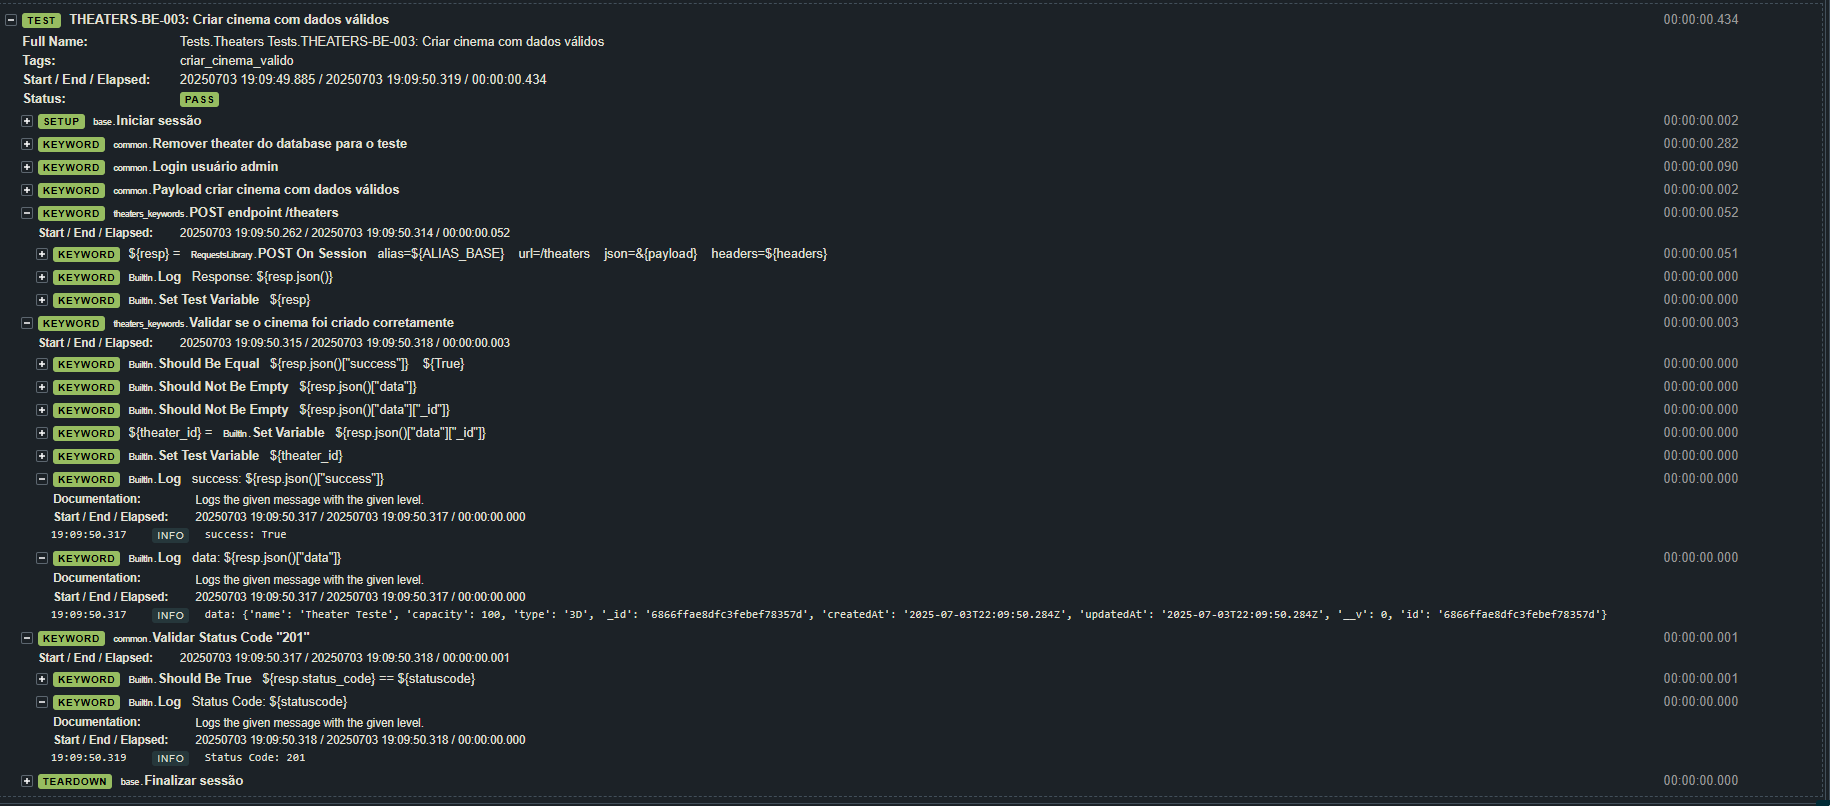 TEST THEATERS-BE-003: Criar cinema com dados válidos 00:00:00.434
Full Name: Tests.Theaters Tests.THEATERS-BE-003: Criar cinema com dados válidos
Tags: criar_cinema_valido
Start / End / Elapsed: 20250703 19:09:49.885 / 20250703 19:09:50.319 / 00:00:00.434
Status: PASS
SETUP base. Iniciar sessão 00:00:00.002
KEYWORD common. Remover theater do database para o teste 00:00:00.282
KEYWORD common. Login usuário admin 00:00:00.090
KEYWORD common. Payload criar cinema com dados válidos 00:00:00.002
KEYWORD theaters_keywords. POST endpoint /theaters 00:00:00.052
Start / End / Elapsed: 20250703 19:09:50.262 / 20250703 19:09:50.314 / 00:00:00.052
KEYWORD ${resp} = RequestsLibrary. POST On Session alias=${ALIAS_BASE} url=/theaters json=&{payload} headers=${headers} 00:00:00.051
KEYWORD BuiltIn. Log Response: ${resp.json()} 00:00:00.000
KEYWORD BuiltIn. Set Test Variable ${resp} 00:00:00.000
KEYWORD theaters_keywords. Validar se o cinema foi criado corretamente 00:00:00.003
Start / End / Elapsed: 20250703 19:09:50.315 / 20250703 19:09:50.318 / 00:00:00.003
KEYWORD BuiltIn. Should Be Equal ${resp.json()["success"]} ${True} 00:00:00.000
KEYWORD BuiltIn. Should Not Be Empty ${resp.json()["data"]} 00:00:00.000
KEYWORD BuiltIn. Should Not Be Empty ${resp.json()["data"]["_id"]} 00:00:00.000
KEYWORD ${theater_id} = BuiltIn. Set Variable ${resp.json()["data"]["_id"]} 00:00:00.000
KEYWORD BuiltIn. Set Test Variable ${theater_id} 00:00:00.000
KEYWORD BuiltIn. Log success: ${resp.json()["success"]} 00:00:00.000
Documentation: Logs the given message with the given level.
Start / End / Elapsed: 20250703 19:09:50.317 / 20250703 19:09:50.317 / 00:00:00.000
19:09:50.317 INFO success: True
KEYWORD BuiltIn. Log data: ${resp.json()["data"]} 00:00:00.000
Documentation: Logs the given message with the given level.
Start / End / Elapsed: 20250703 19:09:50.317 / 20250703 19:09:50.317 / 00:00:00.000
19:09:50.317 INFO data: {'name': 'Theater Teste', 'capacity': 100, 'type': '3D', '_id': '6866ffae8dfc3febef78357d', 'createdAt': '2025-07-03T22:09:50.284Z', 'updatedAt': '2025-07-03T22:09:50.284Z', '__v': 0, 'id': '6866ffae8dfc3febef78357d'}
KEYWORD common. Validar Status Code "201" 00:00:00.001
Start / End / Elapsed: 20250703 19:09:50.317 / 20250703 19:09:50.318 / 00:00:00.001
KEYWORD BuiltIn. Should Be True ${resp.status_code} == ${statuscode} 00:00:00.001
KEYWORD BuiltIn. Log Status Code: ${statuscode} 00:00:00.000
Documentation: Logs the given message with the given level.
Start / End / Elapsed: 20250703 19:09:50.318 / 20250703 19:09:50.318 / 00:00:00.000
19:09:50.319 INFO Status Code: 201
TEARDOWN base. Finalizar sessão 00:00:00.000